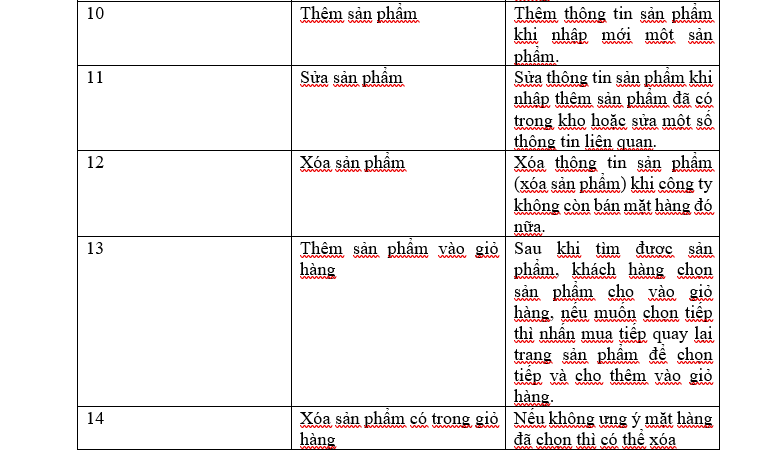 10
Thêm sản phẩm
Thêm thông tin sản phẩm
khi nhập mới một sản
phẩm.
11
Sửa sản phẩm
Sửa thông tin sản phẩm khi
nhập thêm sản phẩm đã có
trong kho hoặc sửa một số
thông tin liên quan.
12
Xóa sản phẩm
Xóa thông tin sản phẩm
(xóa sản phẩm) khi công ty
không còn bán mặt hàng đó
nữa.
13
Thêm sản phẩm vào giỏ
hàng
Sau khi tìm được sản
phẩm, khách hàng chọn
sản phẩm cho vào giỏ
hàng, nếu muốn chọn tiếp
thì nhấn mua tiếp quay lại
trang sản phẩm để chọn
tiếp và cho thêm vào giỏ
hàng.
14
Xóa sản phẩm có trong giỏ
hàng
Nếu không ưng ý mặt hàng
đã chọn thì có thể xóa